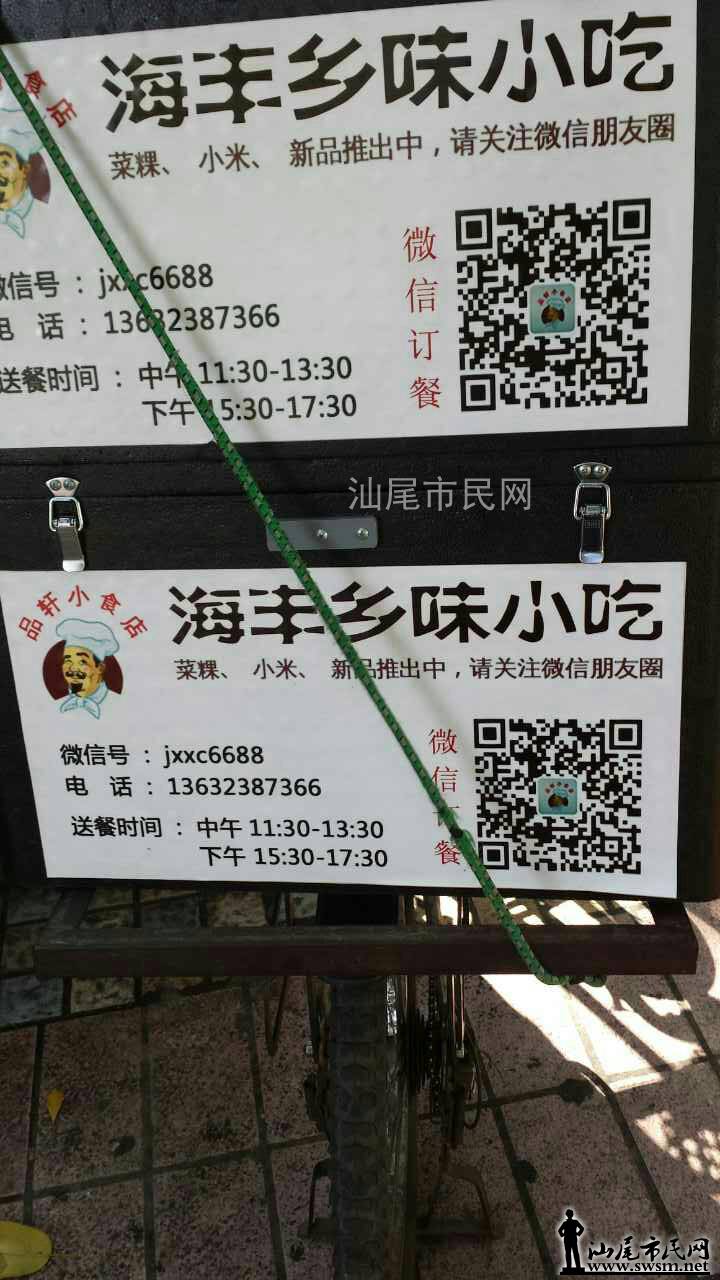 食店
海丰乡味小吃
菜粿、 小米、 新品推出中，请关注微信朋友圈
微信订餐
微信号 ： jxxc6688
电 话 ： 13632387366
送餐时间 ： 中午 11:30-13:30
下午 15:30-17:30
汕尾市民网
品轩小食店
海丰乡味小吃
菜粿、 小米、 新品推出中，请关注微信朋友圈
微信订餐
微信号 ： jxxc6688
电 话 ： 13632387366
送餐时间 ： 中午 11:30-13:30
下午 15:30-17:30
汕尾市民网
www.swsm.net